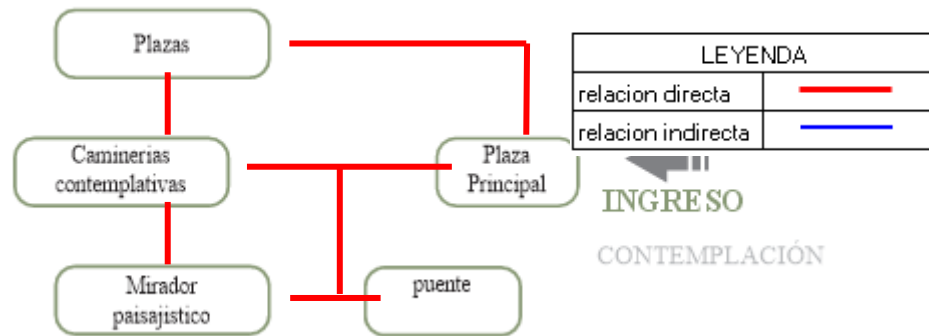 Plazas
LEYENDA
relacion directa
relacion indirecta
Caminerias
contemplativas
Plaza
Principal
INGRESO
CONTEMPLACIÓN
Mirador
paisajistico
puente